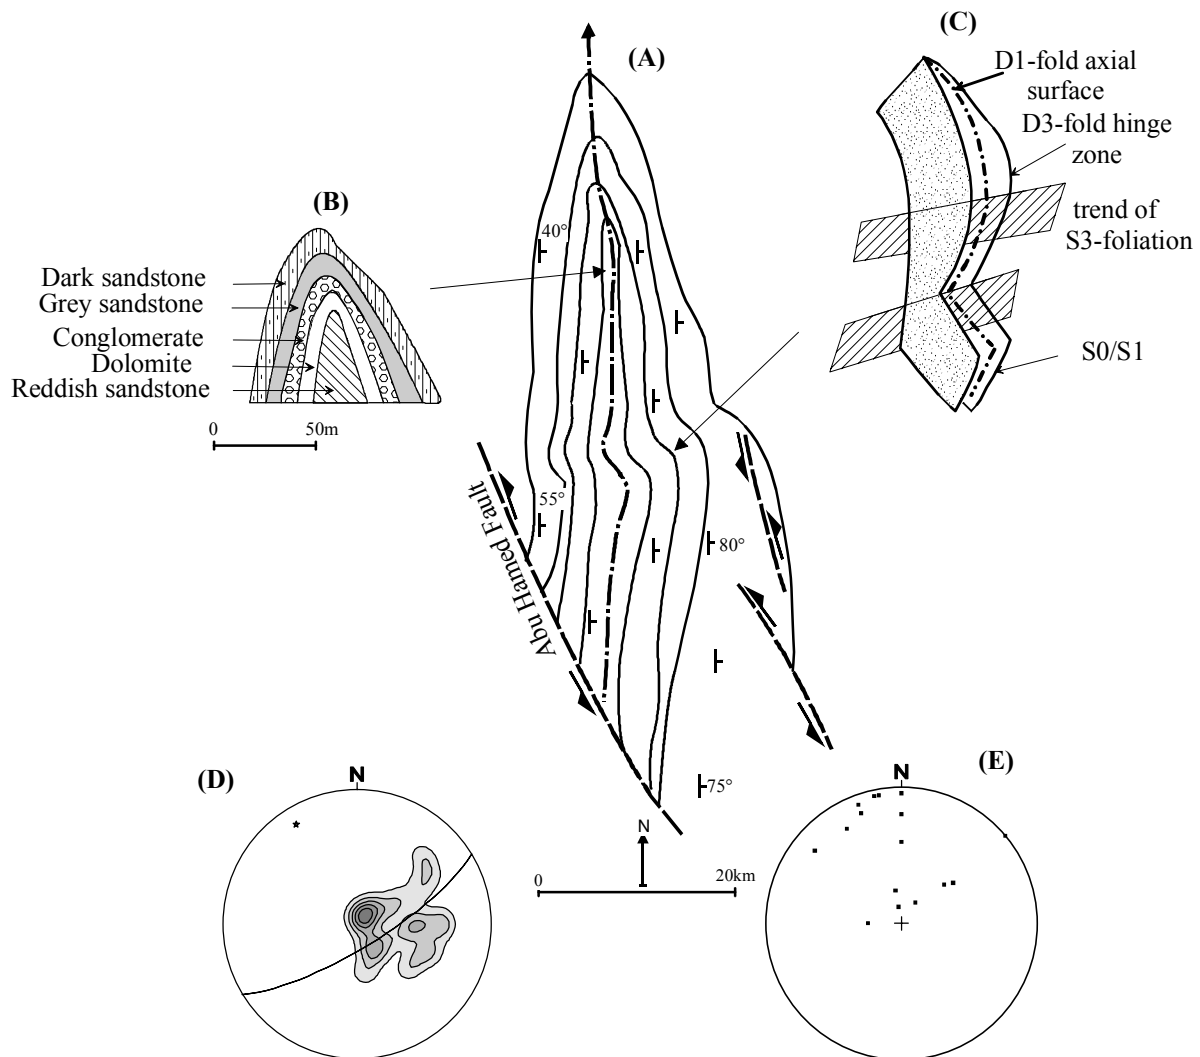 (A)
(B)
(C)
(D)
(E)
D1-fold axial
surface
D3-fold hinge
zone
trend of
S3-foliation
S0/S1
Dark sandstone
Grey sandstone
Conglomerate
Dolomite
Reddish sandstone
0 50m
40°
55°
80°
75°
Abu Hamed Fault
N
0 20km
N
N